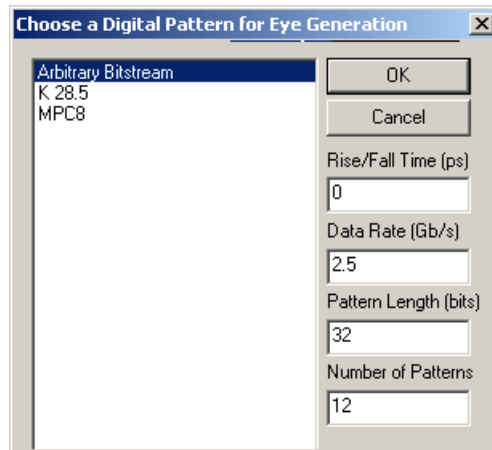 Choose a Digital Pattern for Eye Generation
Arbitrary Bitstream
K 28.5
MPC8
OK
Cancel
Rise/Fall Time (ps)
0
Data Rate (Gb/s)
2.5
Pattern Length (bits)
32
Number of Patterns
12